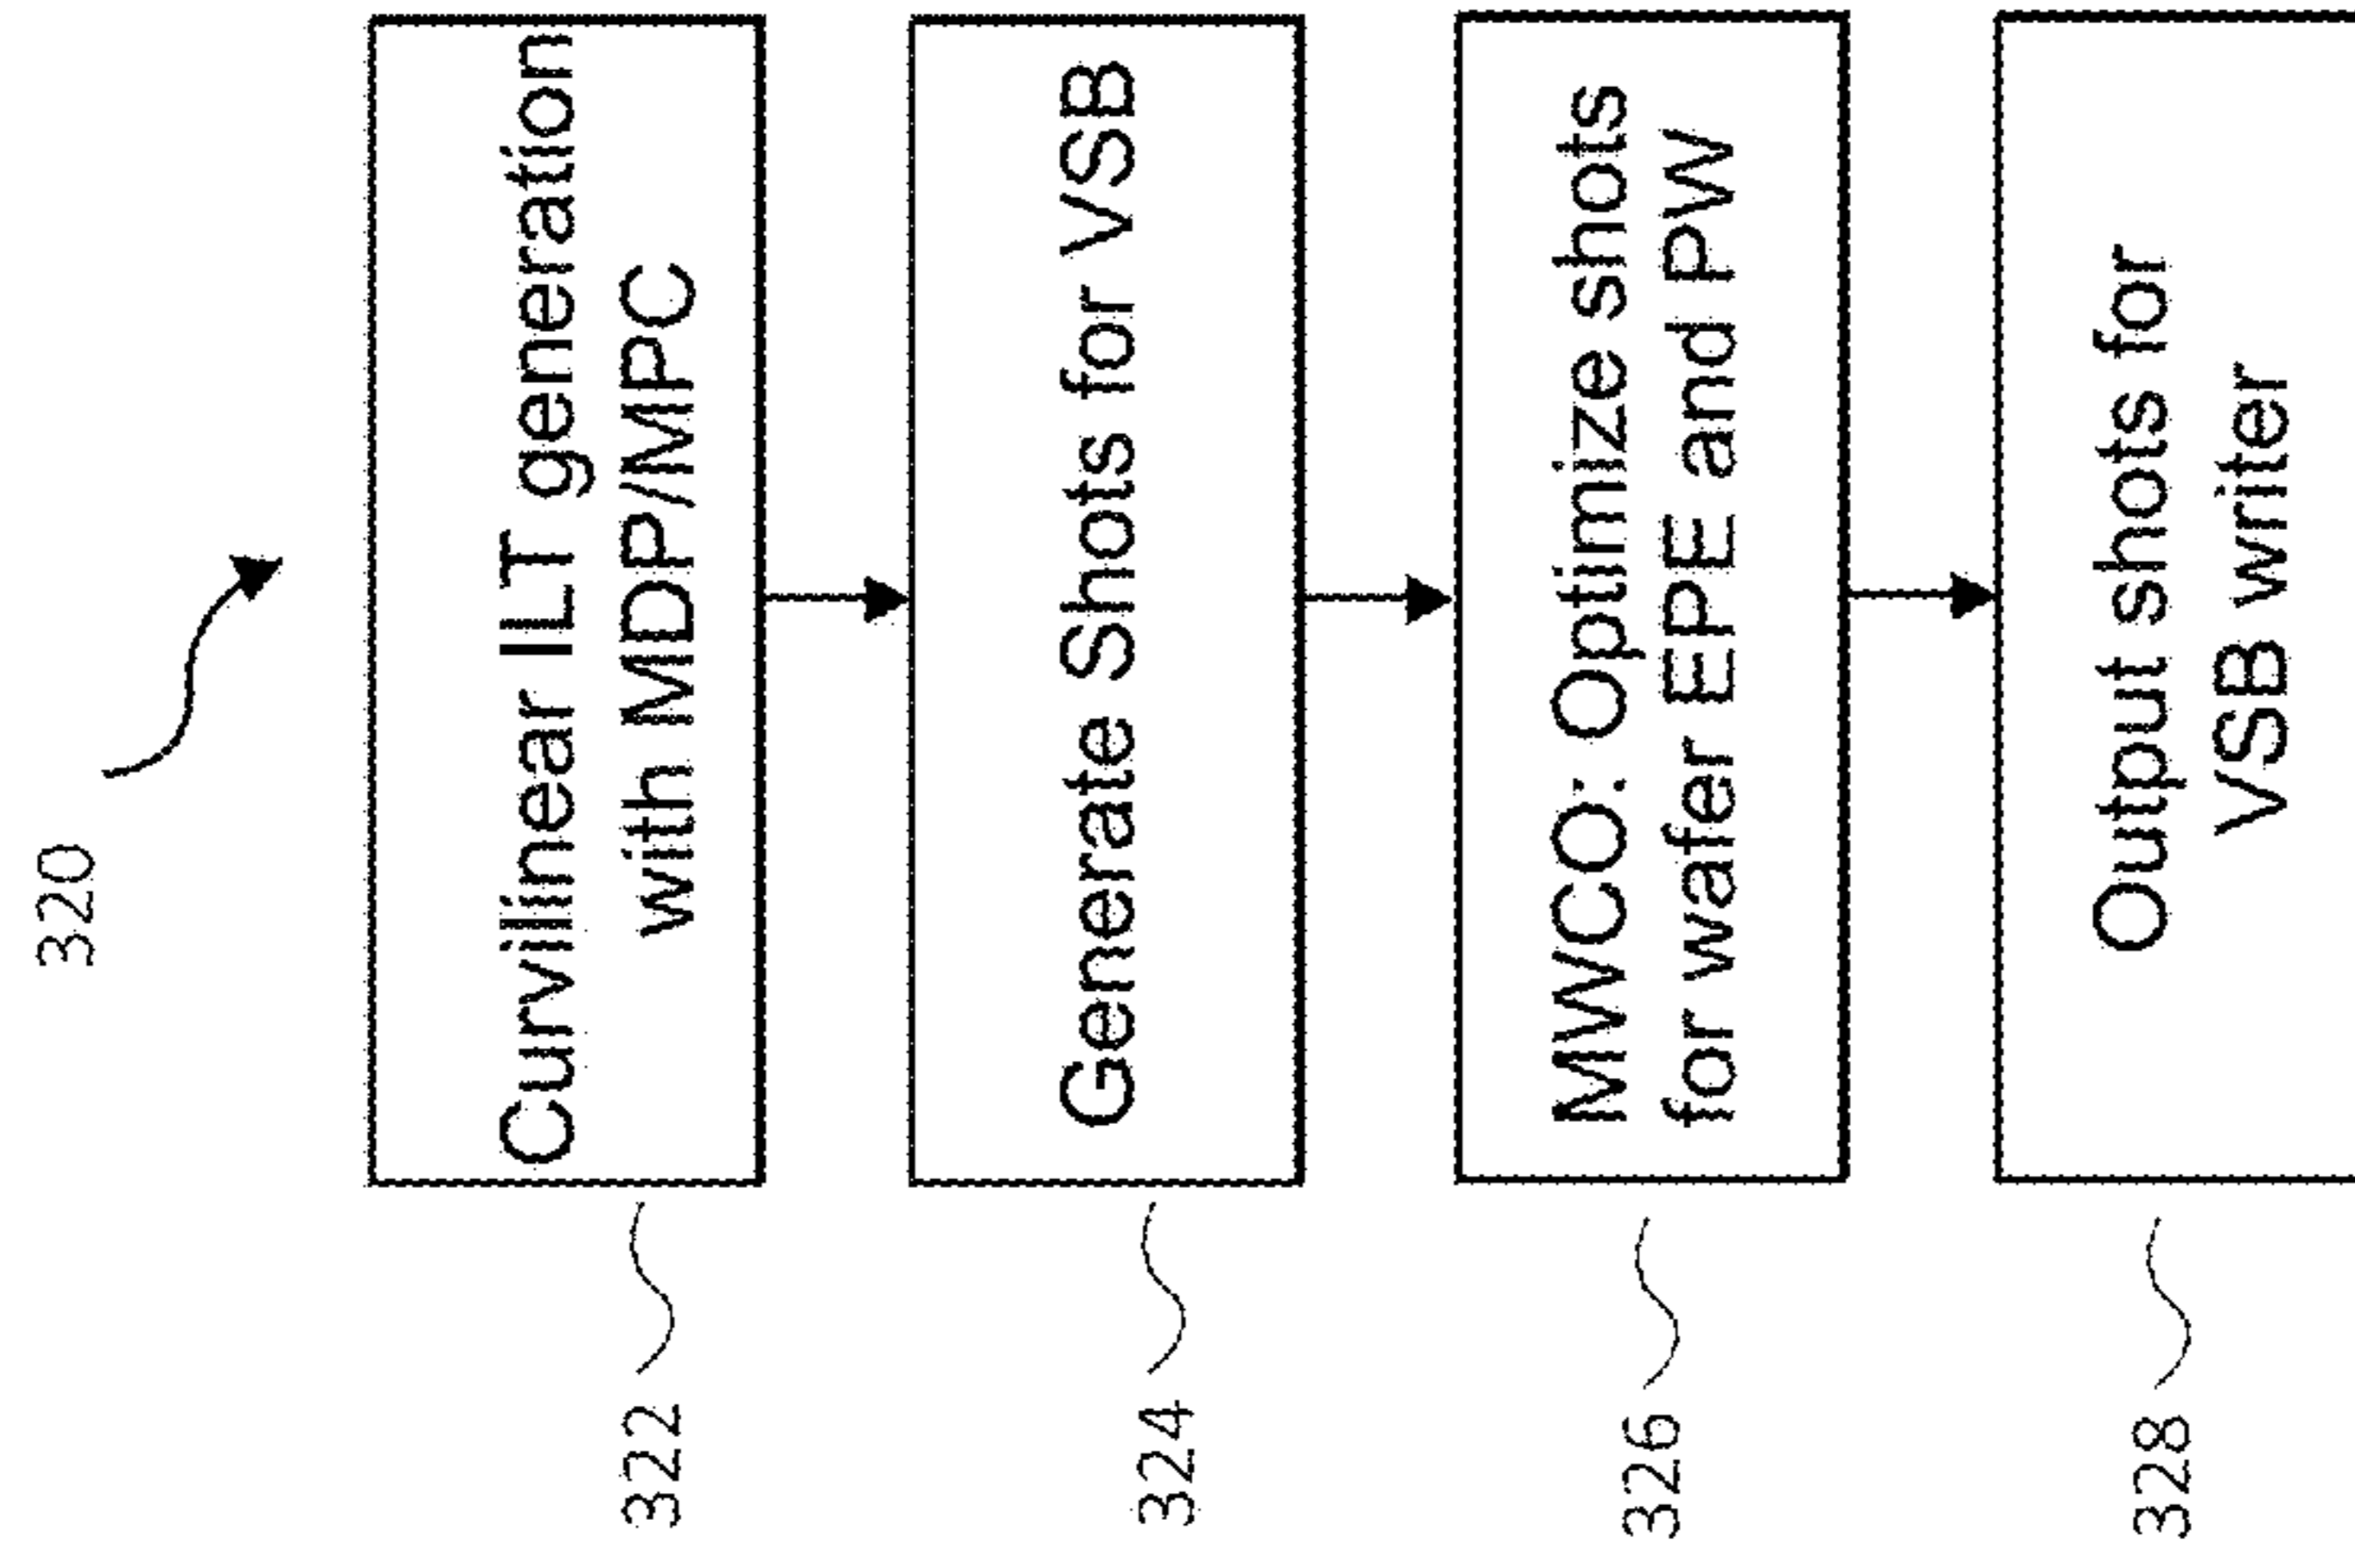 320
322
Curvilinear ILT generation
with MDP/MPC
324
Generate Shots for VSB
326
MWCO: Optimize shots
for wafer EPE and PW
328
Output shots for
VSB writer